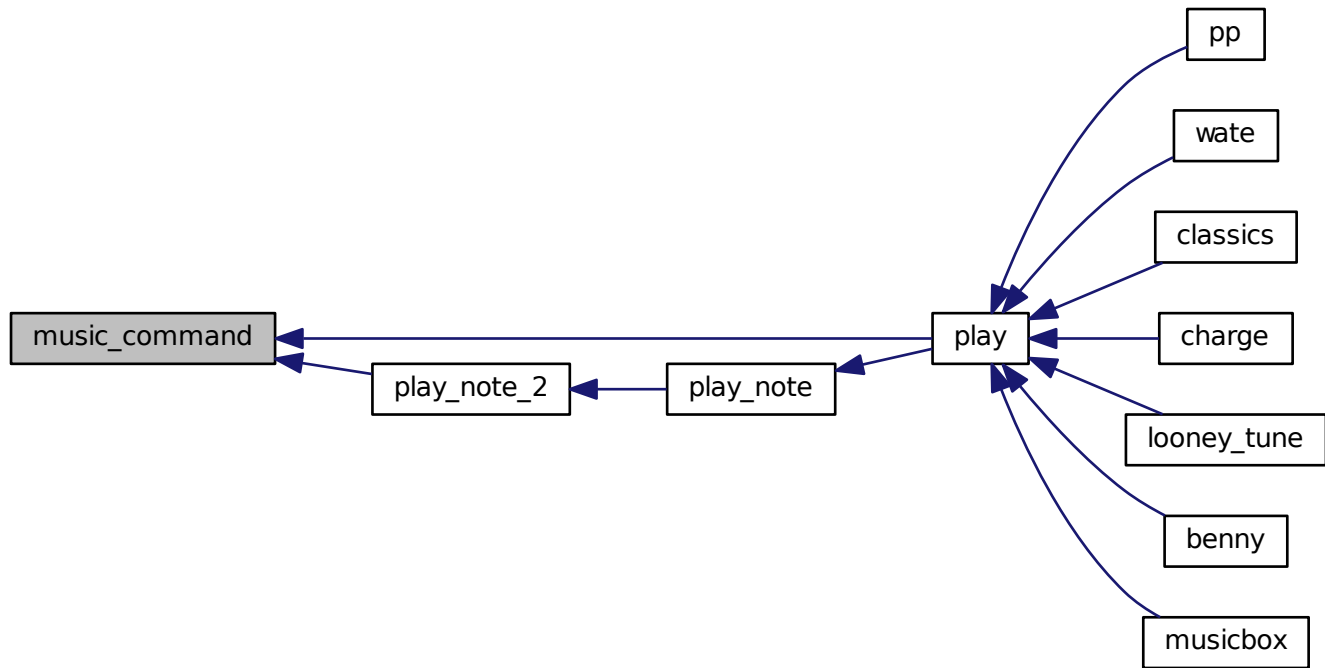 pp
wate
classics
music_command
play
charge
play_note_2
play_note
looney_tune
benny
musicbox